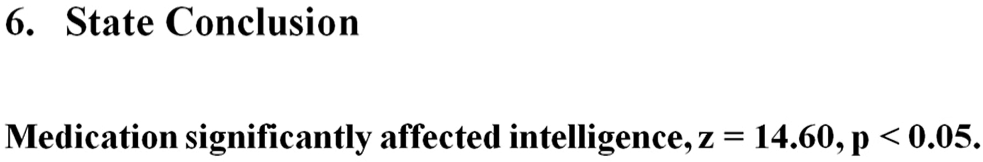 6. State Conclusion
Medication significantly affected intelligence, z = 14.60, p < 0.05.